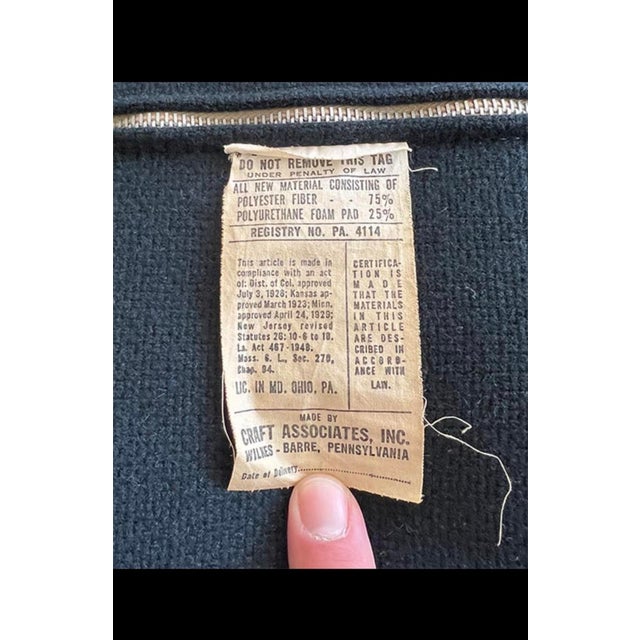 DO NOT REMOVE THIS TAG
UNDER PENALTY OF LAW
ALL NEW MATERIAL CONSISTING OF
POLYESTER FIBER - - 75%
POLYURETHANE FOAM PAD 25%
REGISTRY NO. PA. 4114
This article is made in
compliance with an act
of: Dist. of Col. approved
July 3, 1926; Kansas ap-
proved March 1923; Minn.
approved April 24, 1929;
New Jersey revised
Statutes 26: 10-6 to 18.
La. Act 467-1948.
Mass. G. L., Sec. 270,
Chap. 94.
LIC. IN MD. OHIO, PA.
CERTIFICA-
TION IS
MADE
THAT THE
MATERIALS
IN THIS
ARTICLE
ARE DES-
CRIBED IN
ACCORD-
ANCE WITH
LAW.
MADE BY
CRAFT ASSOCIATES, INC.
WILKES - BARRE, PENNSYLVANIA
Date of Delivery